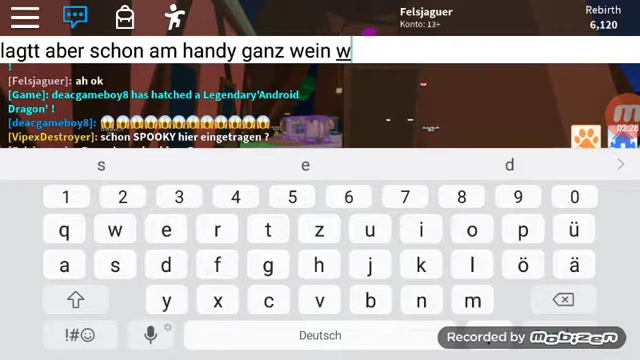 Felsjaguer
Konto: 13+
Rebirth
6,120
lagtt aber schon am handy ganz wein w
!
[Felsjaguer]: ah ok
[Game]: deacgameboy8 has hatched a Legendary'Android
Dragon' !
[deacgameboy8]: 😱😱😱😱😱😱😱😱😱😱😱
[VipexDestroyer]: schon SPOOKY hier eingetragen ?
02:28
s e d
1 2 3 4 5 6 7 8 9 0
q w e r t z u i o p ü
a s d f g h j k l ö ä
y x c v b n m
!#☺ Deutsch
Recorded by mobizen